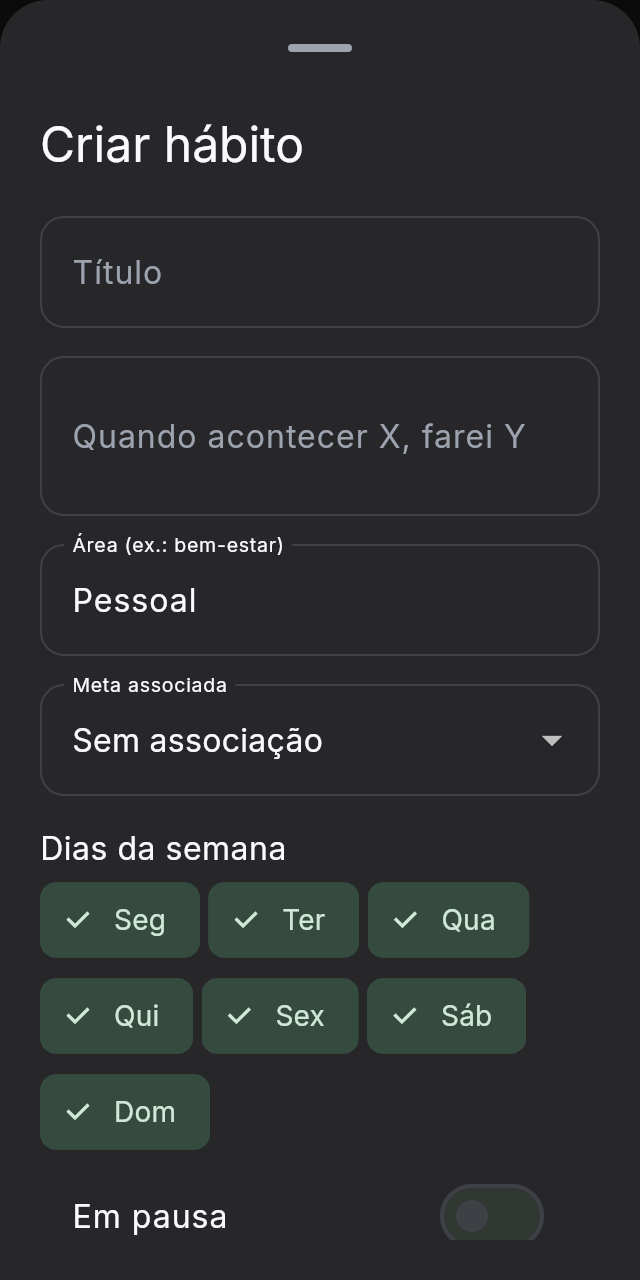 Criar hábito
Título
Quando acontecer X, farei Y
Área (ex.: bem-estar)
Pessoal
Meta associada
Sem associação
Dias da semana
Seg Ter Qua
Qui Sex Sáb
Dom
Em pausa